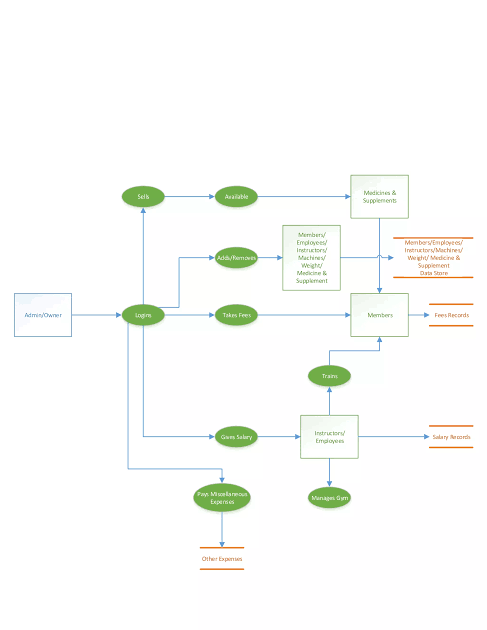 Sells
Available
Medicines &
Supplements
Members/
Employees/
Instructors/
Machines/
Weight/
Medicine &
Supplement
Members/Employees/
Instructors/Machines/
Weight/ Medicine &
Supplement
Data Store
Adds/Removes
Admin/Owner
Logins
Takes Fees
Members
Fees Records
Trains
Gives Salary
Instructors/
Employees
Salary Records
Pays Miscellaneous
Expenses
Manages Gym
Other Expenses